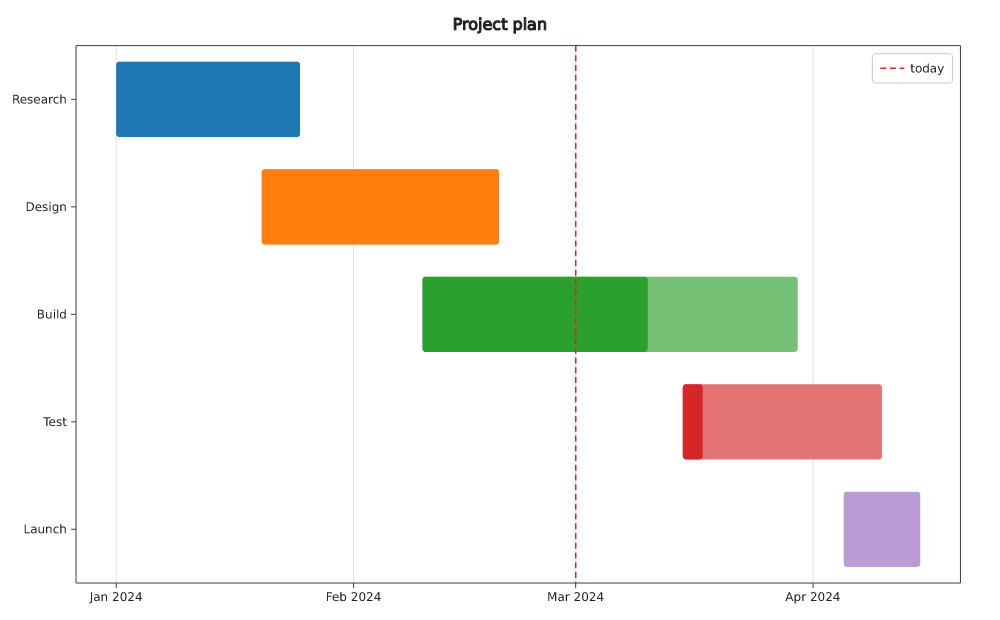 Project plan
today
Research
Design
Build
Test
Launch
Jan 2024
Feb 2024
Mar 2024
Apr 2024